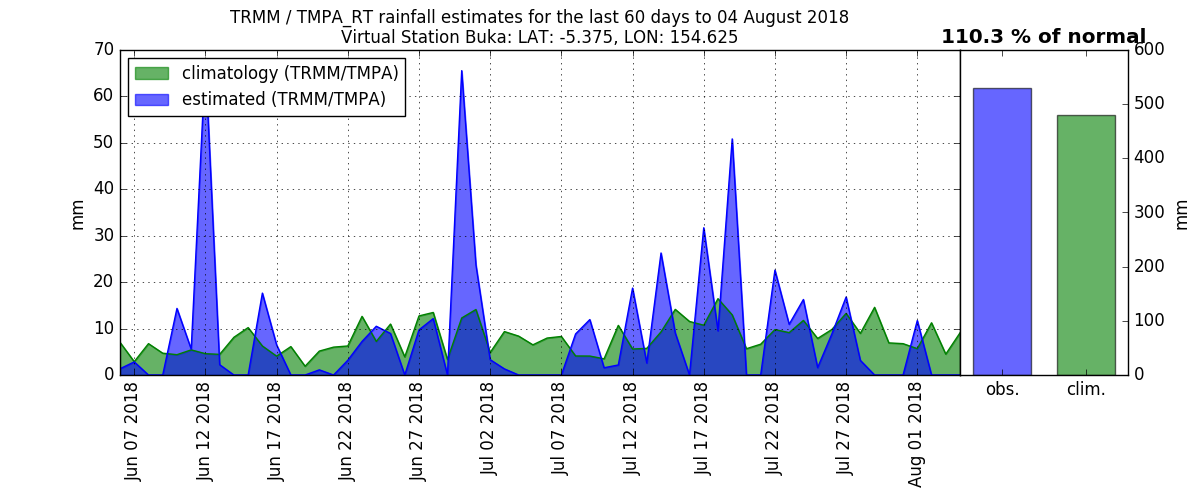 TRMM / TMPA_RT rainfall estimates for the last 60 days to 04 August 2018
Virtual Station Buka: LAT: -5.375, LON: 154.625
110.3 % of normal
climatology (TRMM/TMPA)
estimated (TRMM/TMPA)
70
60
50
40
30
20
10
0
mm
Jun 07 2018
Jun 12 2018
Jun 17 2018
Jun 22 2018
Jun 27 2018
Jul 02 2018
Jul 07 2018
Jul 12 2018
Jul 17 2018
Jul 22 2018
Jul 27 2018
Aug 01 2018
obs.
clim.
600
500
400
300
200
100
0
mm